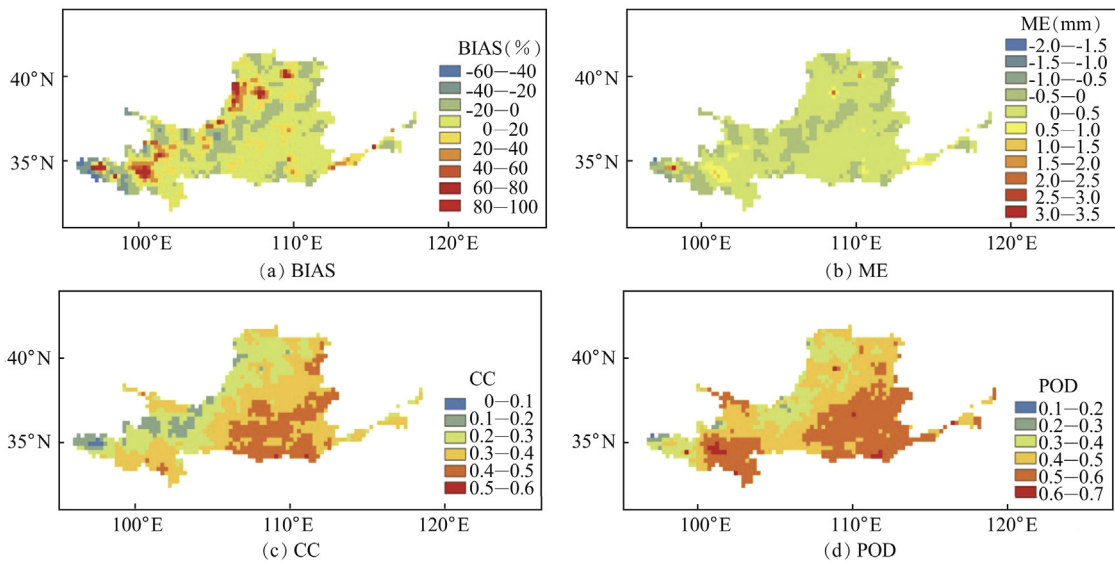 40°N
35°N
100°E
110°E
120°E
BIAS(%)
-60—-40
-40—-20
-20—0
0—20
20—40
40—60
60—80
80—100
(a) BIAS
40°N
35°N
100°E
110°E
120°E
ME(mm)
-2.0—-1.5
-1.5—-1.0
-1.0—-0.5
-0.5—0
0—0.5
0.5—1.0
1.0—1.5
1.5—2.0
2.0—2.5
2.5—3.0
3.0—3.5
(b) ME
40°N
35°N
100°E
110°E
120°E
CC
0—0.1
0.1—0.2
0.2—0.3
0.3—0.4
0.4—0.5
0.5—0.6
(c) CC
40°N
35°N
100°E
110°E
120°E
POD
0.1—0.2
0.2—0.3
0.3—0.4
0.4—0.5
0.5—0.6
0.6—0.7
(d) POD